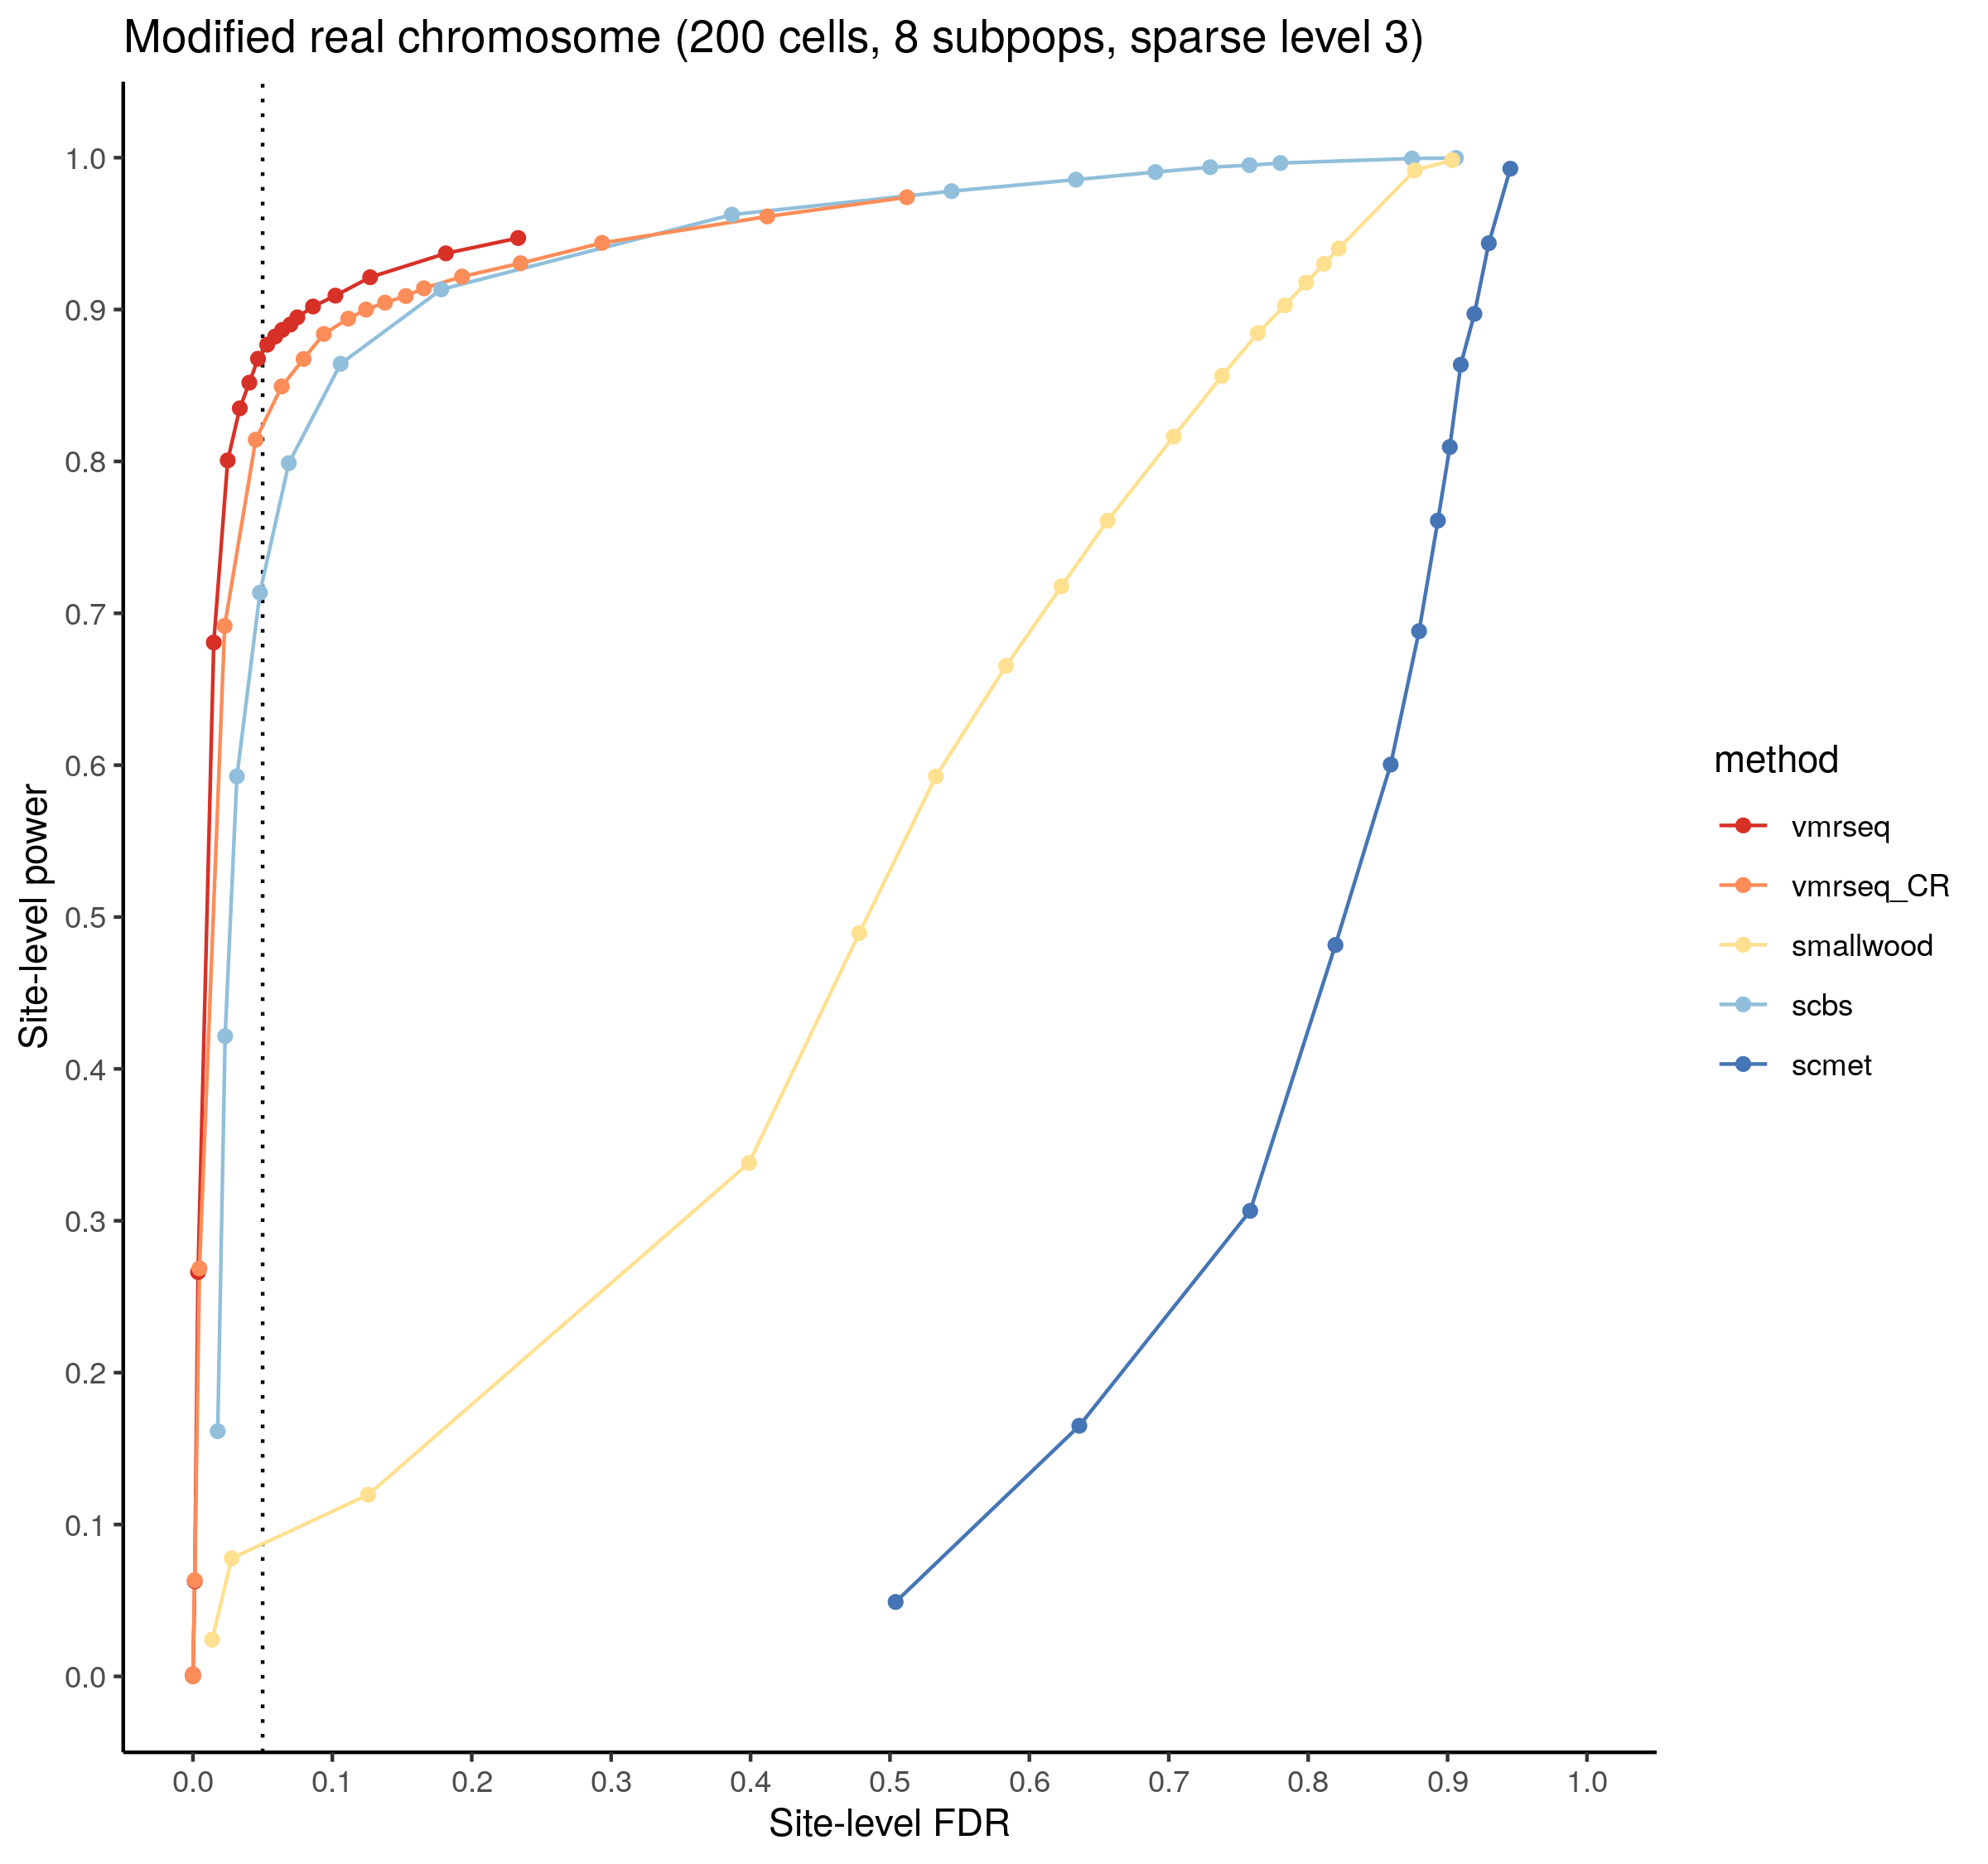 Modified real chromosome (200 cells, 8 subpops, sparse level 3)
Site-level power
1.0
0.9
0.8
0.7
0.6
0.5
0.4
0.3
0.2
0.1
0.0
0.0 0.1 0.2 0.3 0.4 0.5 0.6 0.7 0.8 0.9 1.0
Site-level FDR
method
vmrseq
vmrseq_CR
smallwood
scbs
scmet